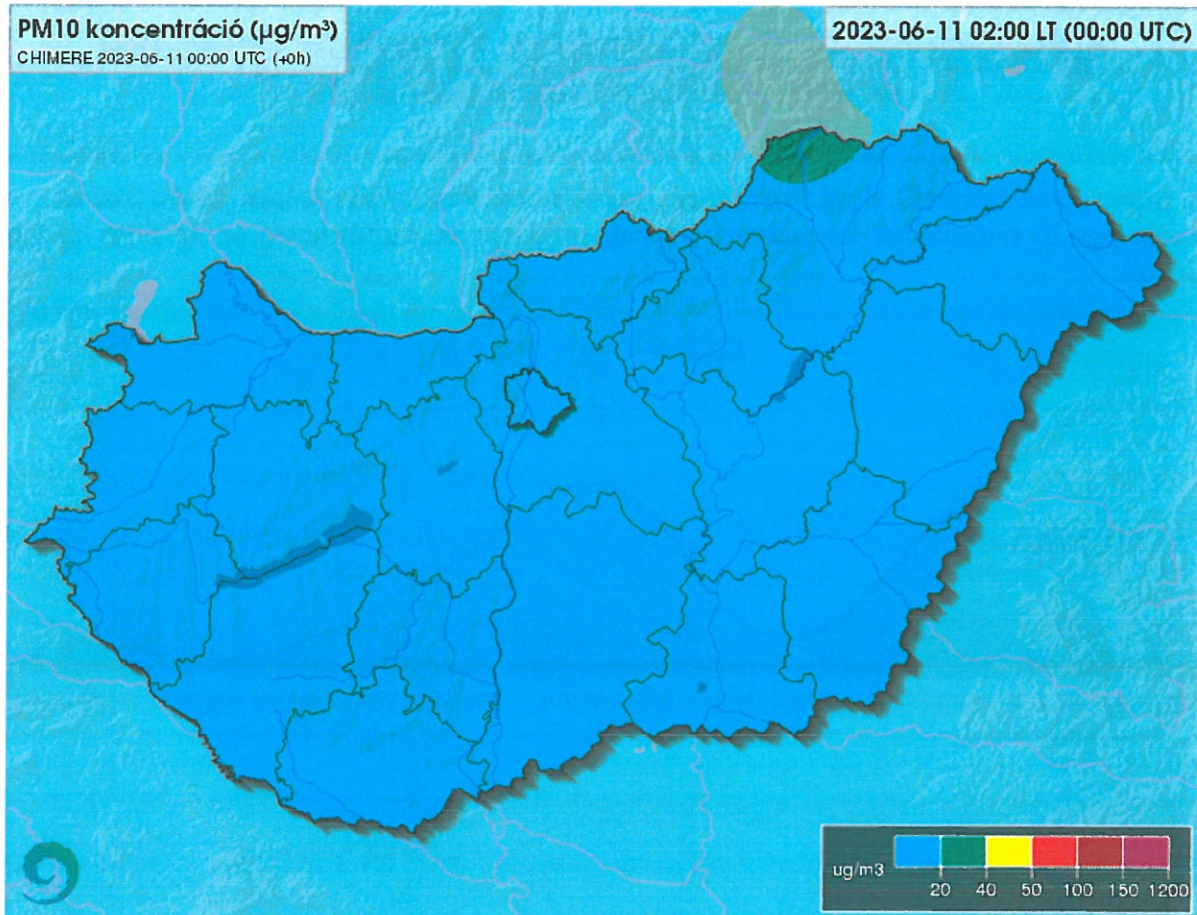 PM10 koncentráció (µg/m³)
CHIMERE 2023-06-11 00:00 UTC (+0h)
2023-06-11 02:00 LT (00:00 UTC)
ug/m3
20 40 50 100 150 1200